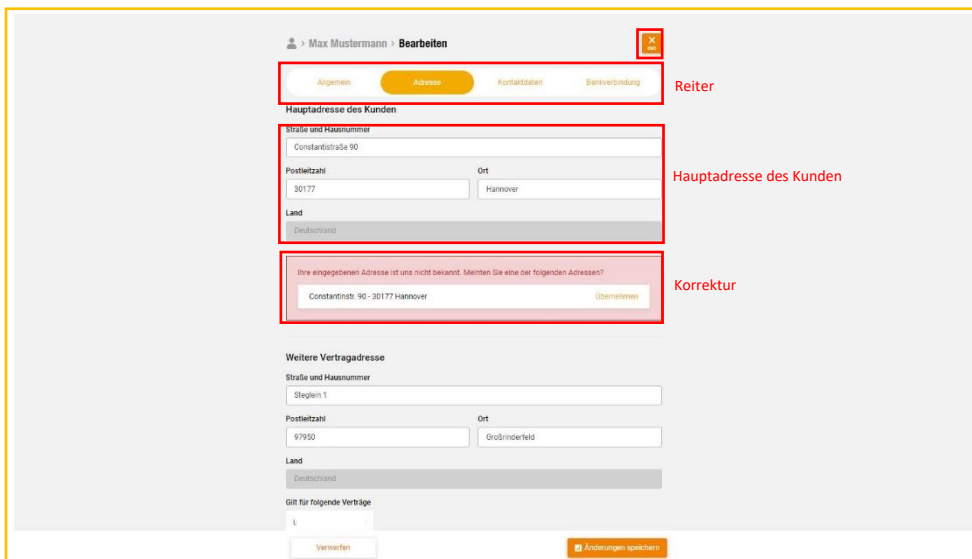 > Max Mustermann > Bearbeiten
X
ESC
Allgemein Adresse Kontaktdaten Bankverbindung
Reiter
Hauptadresse des Kunden
Straße und Hausnummer
Constantistraße 90
Postleitzahl Ort
30177 Hannover
Hauptadresse des Kunden
Land
Deutschland
Ihre eingegebenen Adresse ist uns nicht bekannt. Meinten Sie eine der folgenden Adressen?
Constantinstr. 90 - 30177 Hannover Übernehmen
Korrektur
Weitere Vertragadresse
Straße und Hausnummer
Steglein 1
Postleitzahl Ort
97950 Großrinderfeld
Land
Deutschland
Gilt für folgende Verträge
Verwerfen Änderungen speichern